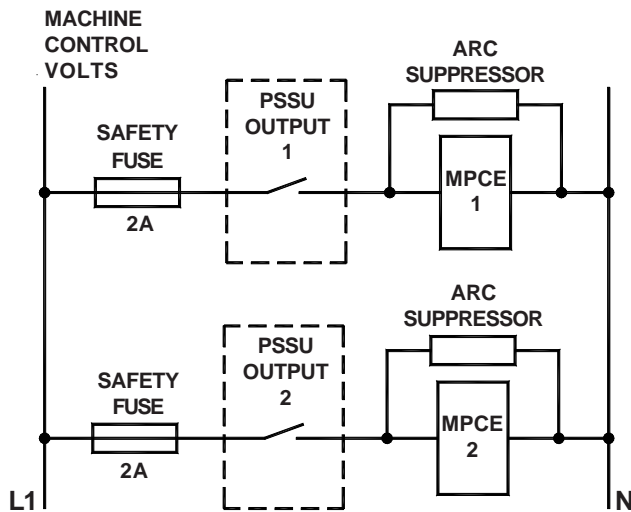 MACHINE
CONTROL
VOLTS
ARC
SUPPRESSOR
PSSU
OUTPUT
1
SAFETY
FUSE
2A
MPCE
1
ARC
SUPPRESSOR
PSSU
OUTPUT
2
SAFETY
FUSE
2A
MPCE
2
L1
N